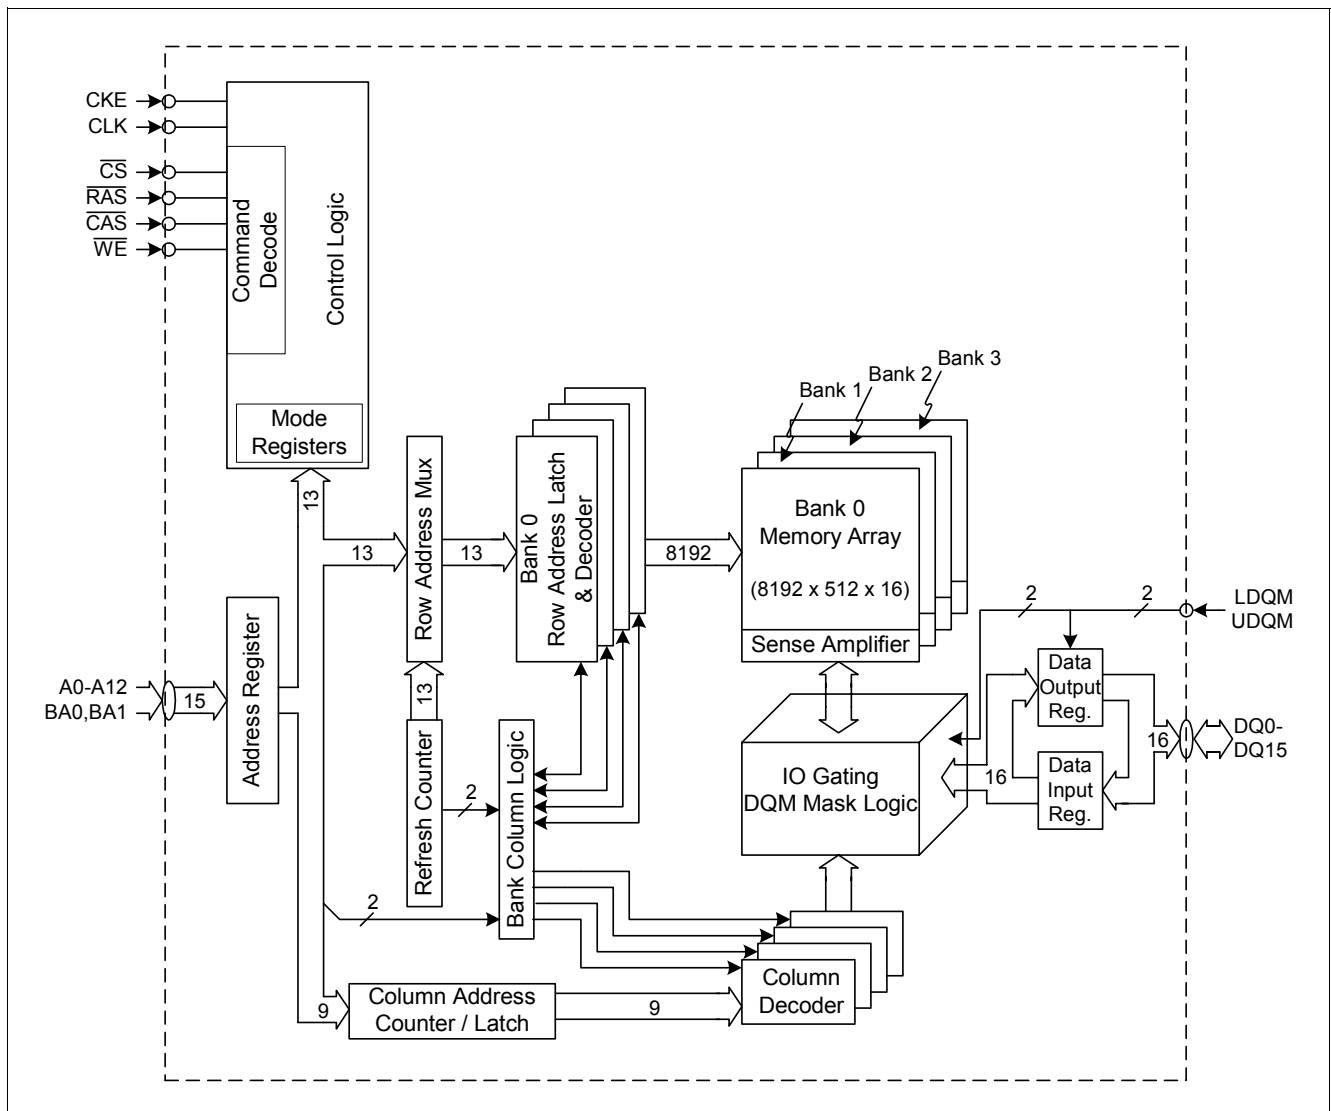 CKE
CLK
C̅S̅
R̅A̅S̅
C̅A̅S̅
W̅E̅
Command
Decode
Control Logic
Mode
Registers
13
Bank 3
Bank 2
Bank 1
13
Row Address Mux
13
Bank 0
Row Address Latch
& Decoder
8192
Bank 0
Memory Array
(8192 x 512 x 16)
Sense Amplifier
2
2
LDQM
UDQM
A0-A12
BA0,BA1
15
Address Register
13
Refresh Counter
2
Bank Column Logic
IO Gating
DQM Mask Logic
16
Data
Output
Reg.
Data
Input
Reg.
16
DQ0-
DQ15
2
9
Column Address
Counter / Latch
9
Column
Decoder